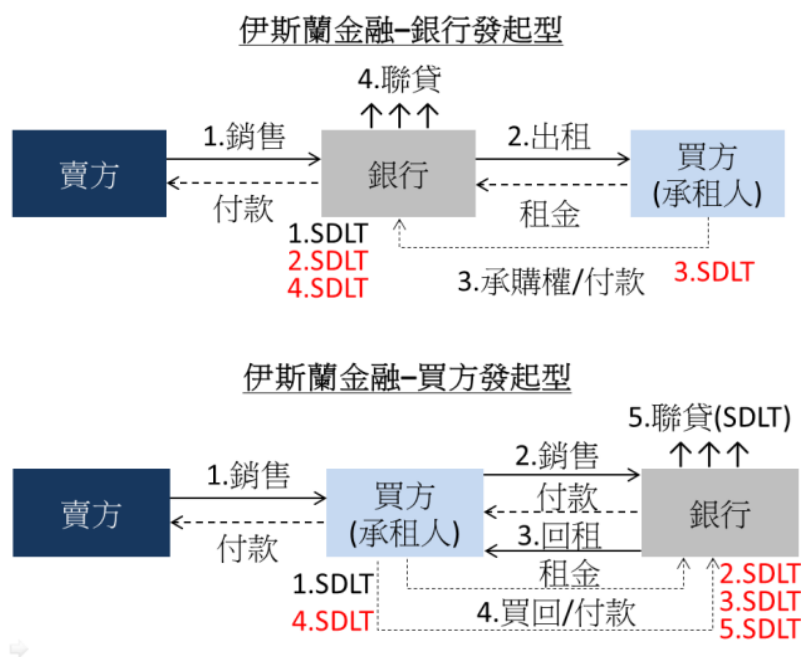 伊斯蘭金融–銀行發起型
4.聯貸
賣方
1.銷售
付款
銀行
2.出租
租金
買方
(承租人)
1.SDLT
2.SDLT
4.SDLT
3.承購權/付款
3.SDLT
伊斯蘭金融–買方發起型
5.聯貸(SDLT)
賣方
1.銷售
付款
買方
(承租人)
2.銷售
付款
3.回租
租金
銀行
1.SDLT
4.SDLT
4.買回/付款
2.SDLT
3.SDLT
5.SDLT